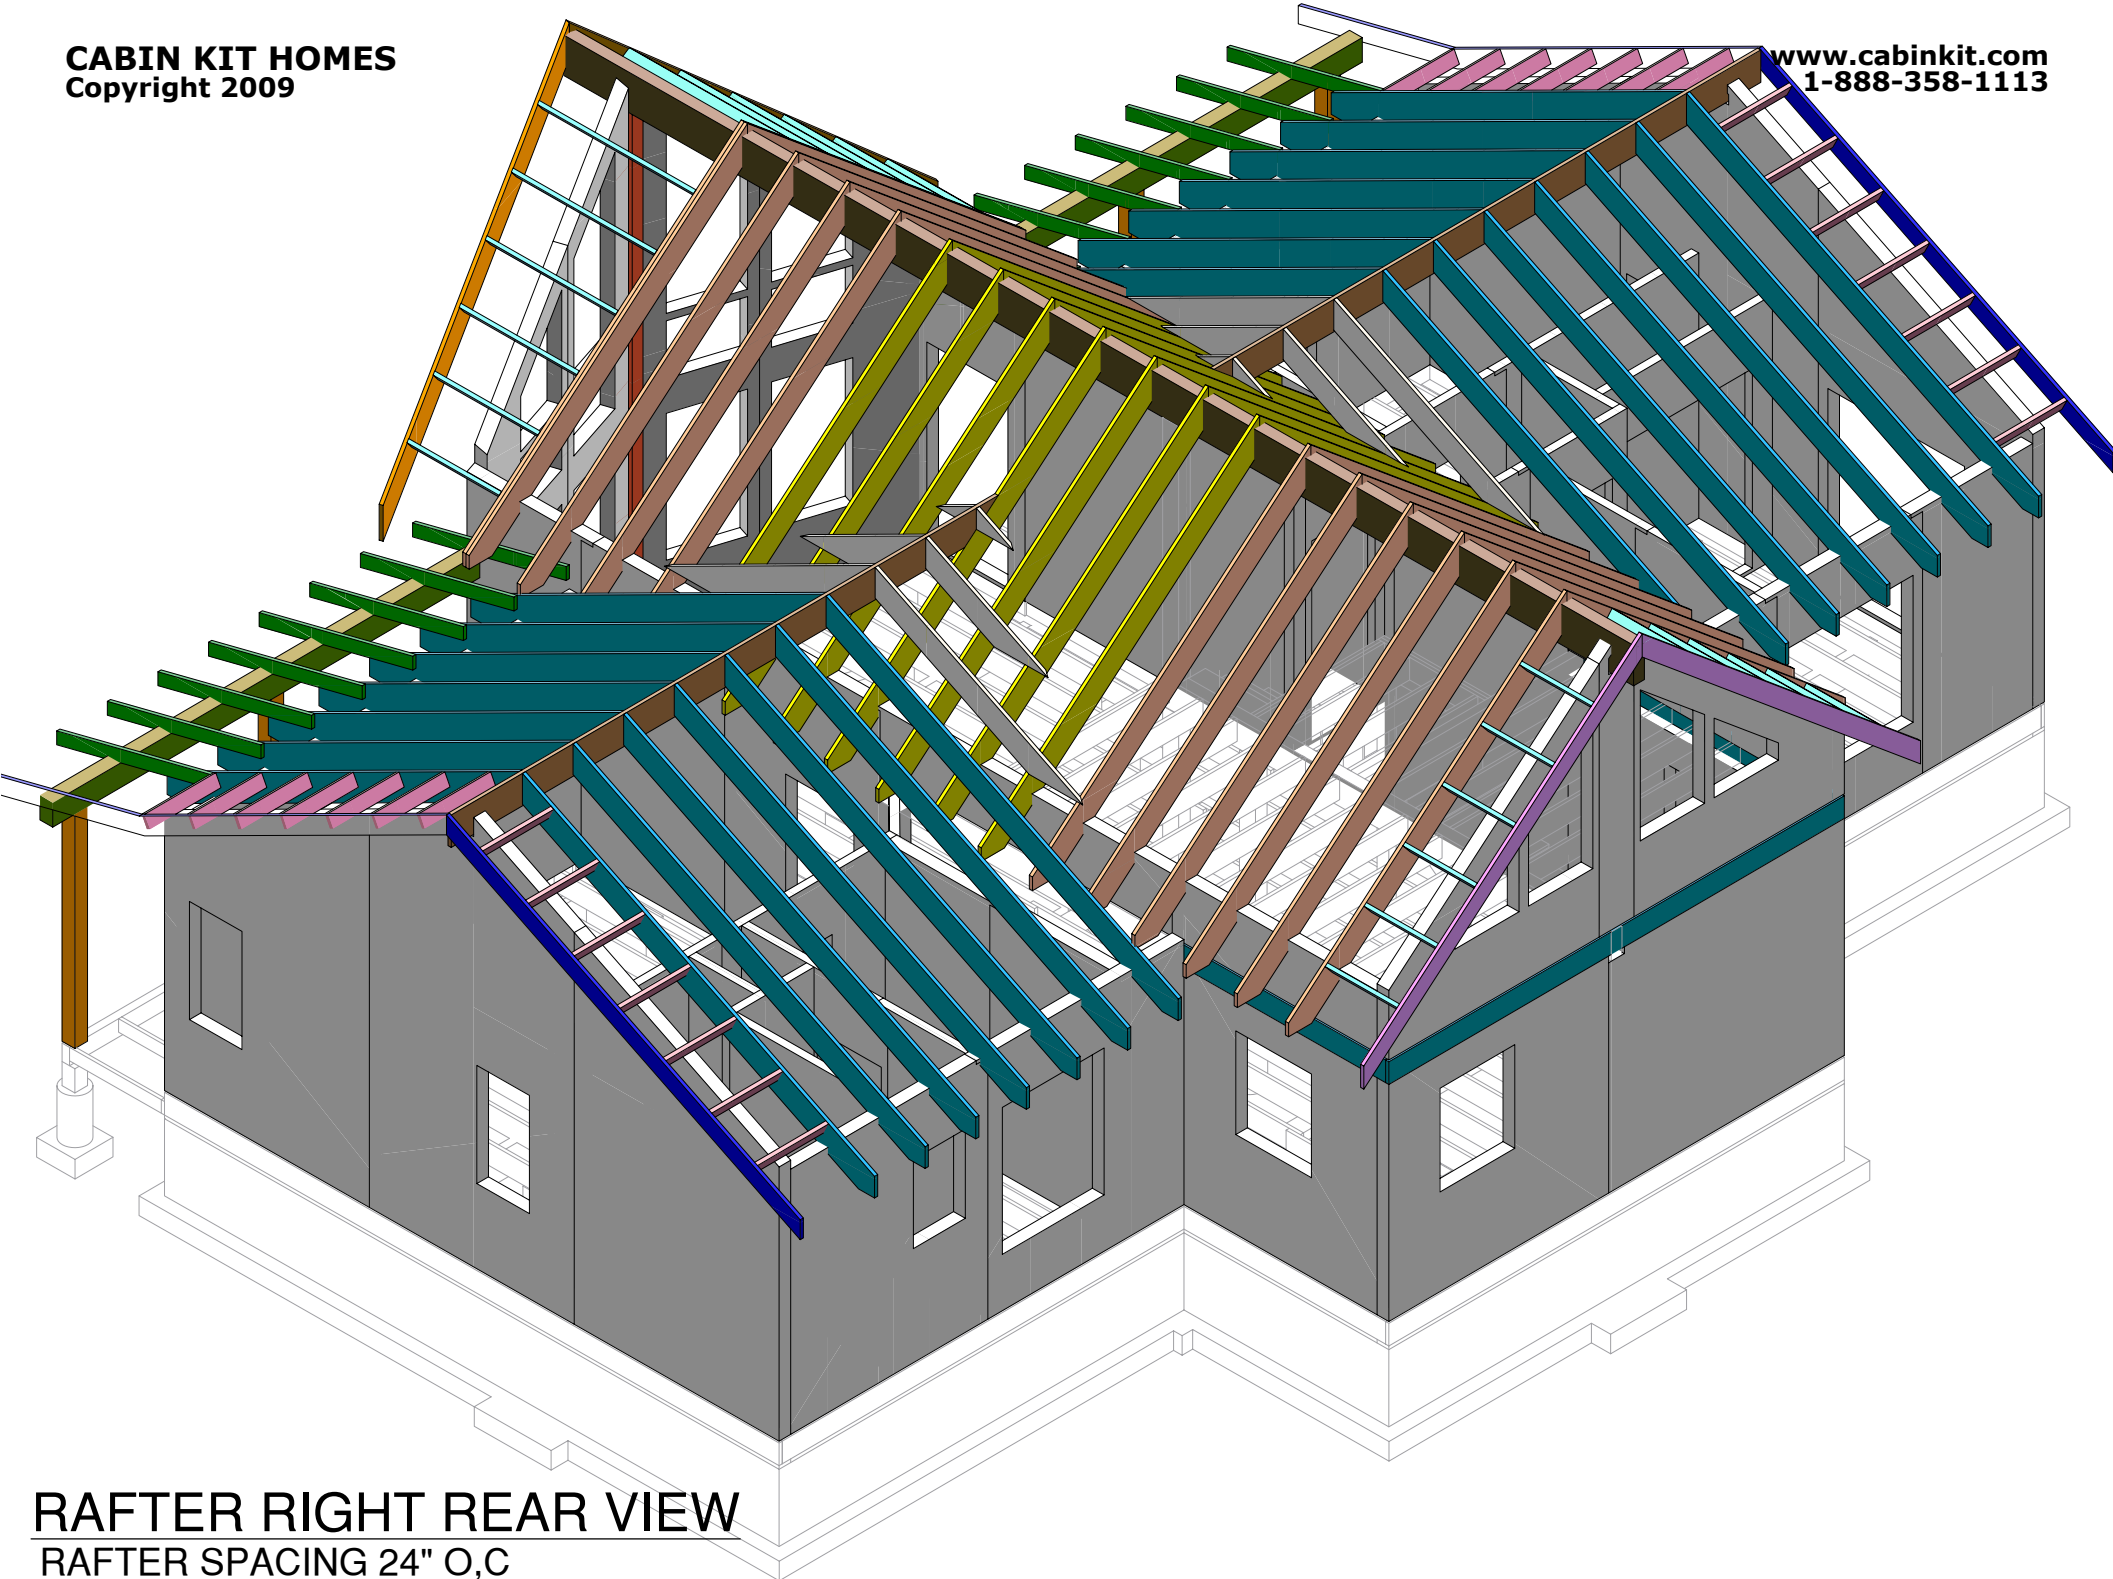 CABIN KIT HOMES
Copyright 2009
www.cabinkit.com
1-888-358-1113
RAFTER RIGHT REAR VIEW
RAFTER SPACING 24" O,C